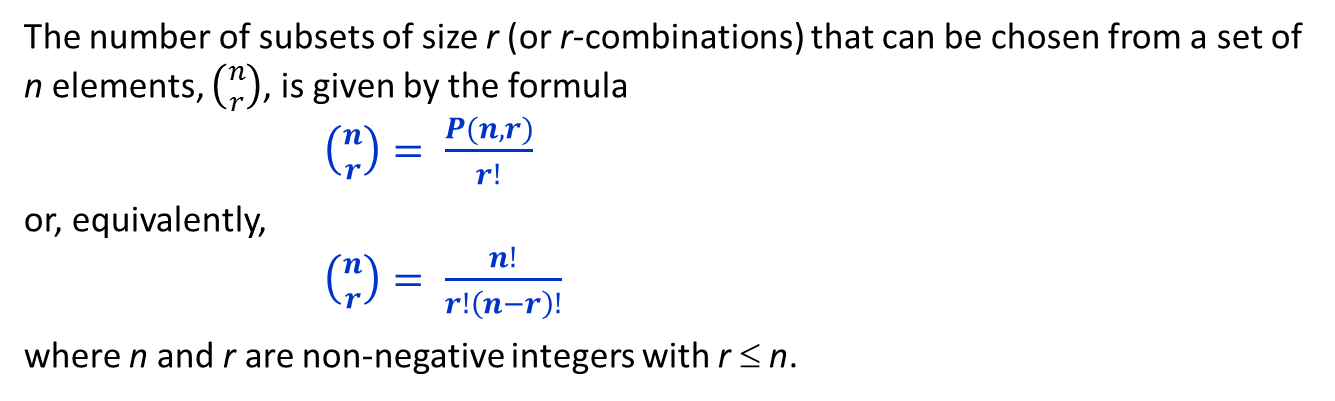 The number of subsets of size r (or r-combinations) that can be chosen from a set of
n elements, (n r), is given by the formula
(n r) = P(n,r) / r!
or, equivalently,
(n r) = n! / r!(n−r)!
where n and r are non-negative integers with r ≤ n.